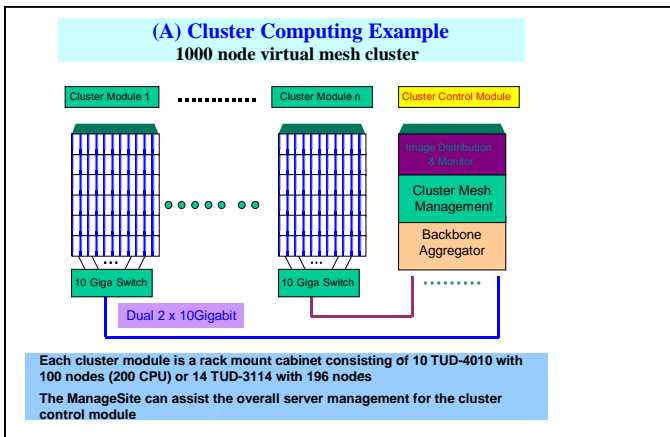 (A) Cluster Computing Example
1000 node virtual mesh cluster
Cluster Module 1
Cluster Module n
Cluster Control Module
Image Distribution
& Monitor
Cluster Mesh
Management
Backbone
Aggregator
10 Giga Switch
10 Giga Switch
Dual 2 x 10Gigabit
Each cluster module is a rack mount cabinet consisting of 10 TUD-4010 with
100 nodes (200 CPU) or 14 TUD-3114 with 196 nodes
The ManageSite can assist the overall server management for the cluster
control module